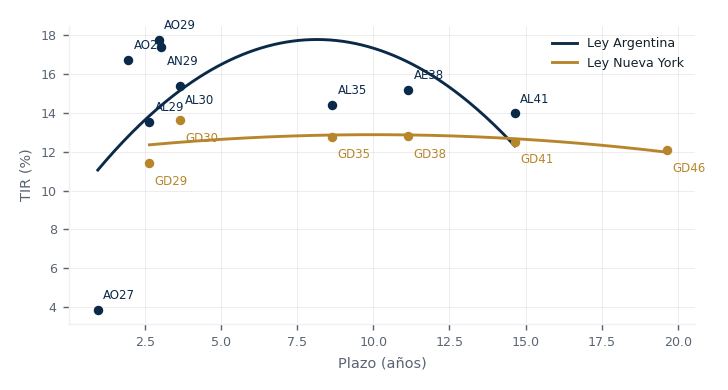 Ley Argentina
Ley Nueva York
TIR (%)
18
16
14
12
10
8
6
4
AO29
AN29
AL30
AL29
AL35
AE38
AL41
GD30
GD29
GD35
GD38
GD41
GD46
AO27
2.5
5.0
7.5
10.0
12.5
15.0
17.5
20.0
Plazo (años)